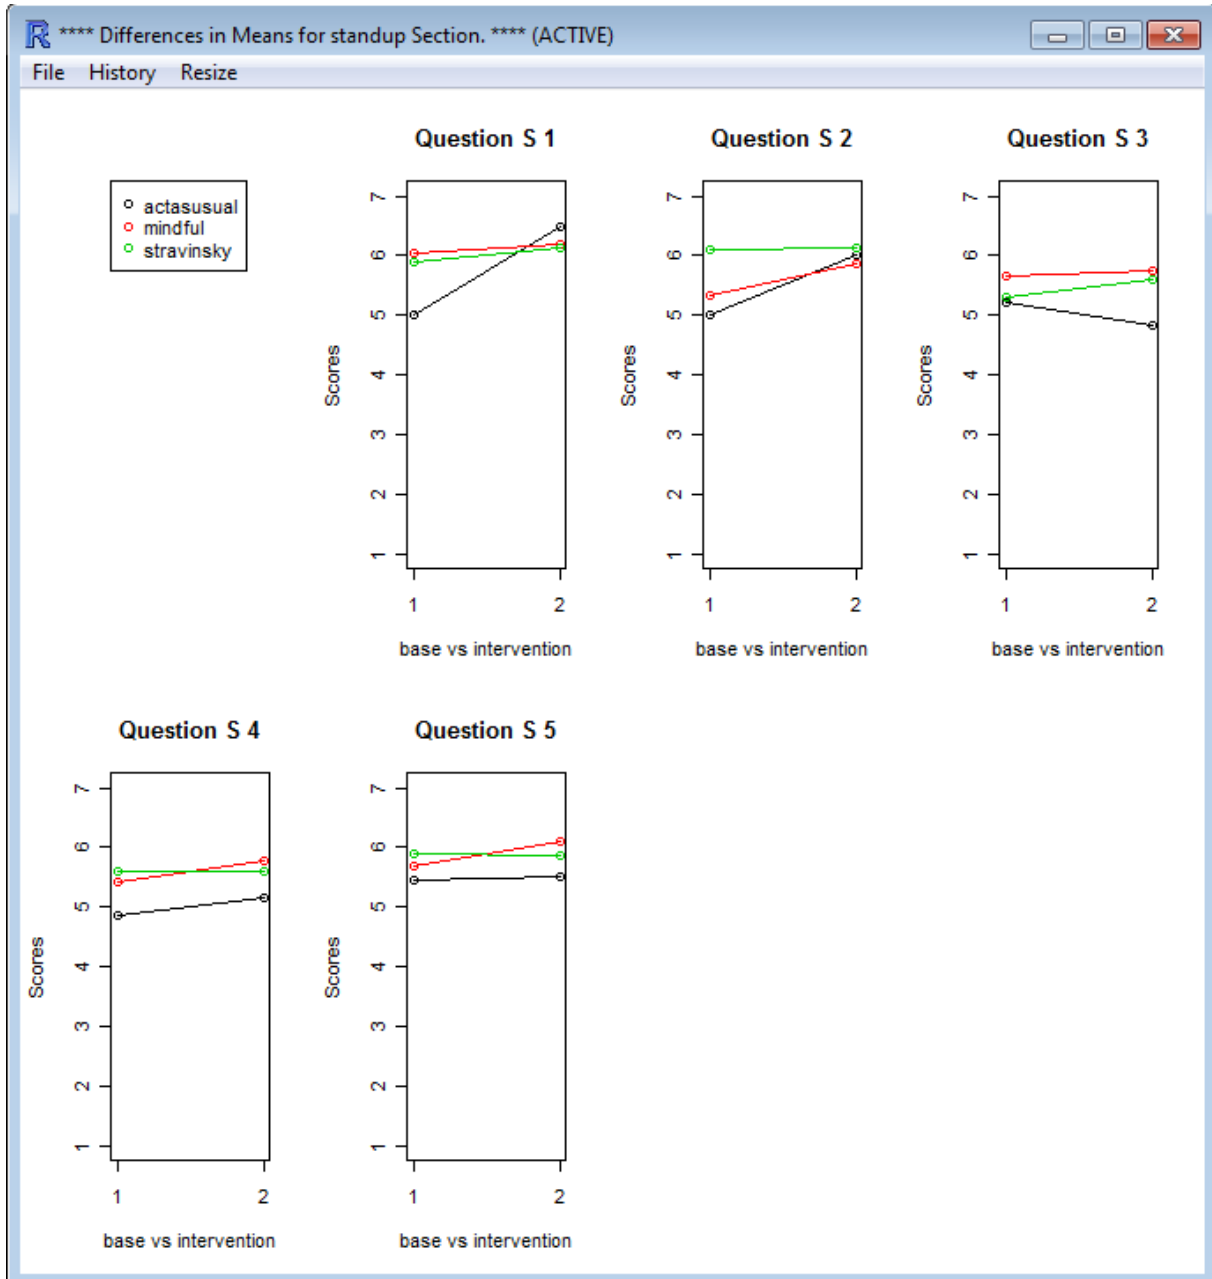 **** Differences in Means for standup Section. **** (ACTIVE)
File History Resize
actasusual
mindful
stravinsky
Question S 1
7
6
5
4
3
2
1
Scores
1 2
base vs intervention
Question S 2
7
6
5
4
3
2
1
Scores
1 2
base vs intervention
Question S 3
7
6
5
4
3
2
1
Scores
1 2
base vs intervention
Question S 4
7
6
5
4
3
2
1
Scores
1 2
base vs intervention
Question S 5
7
6
5
4
3
2
1
Scores
1 2
base vs intervention